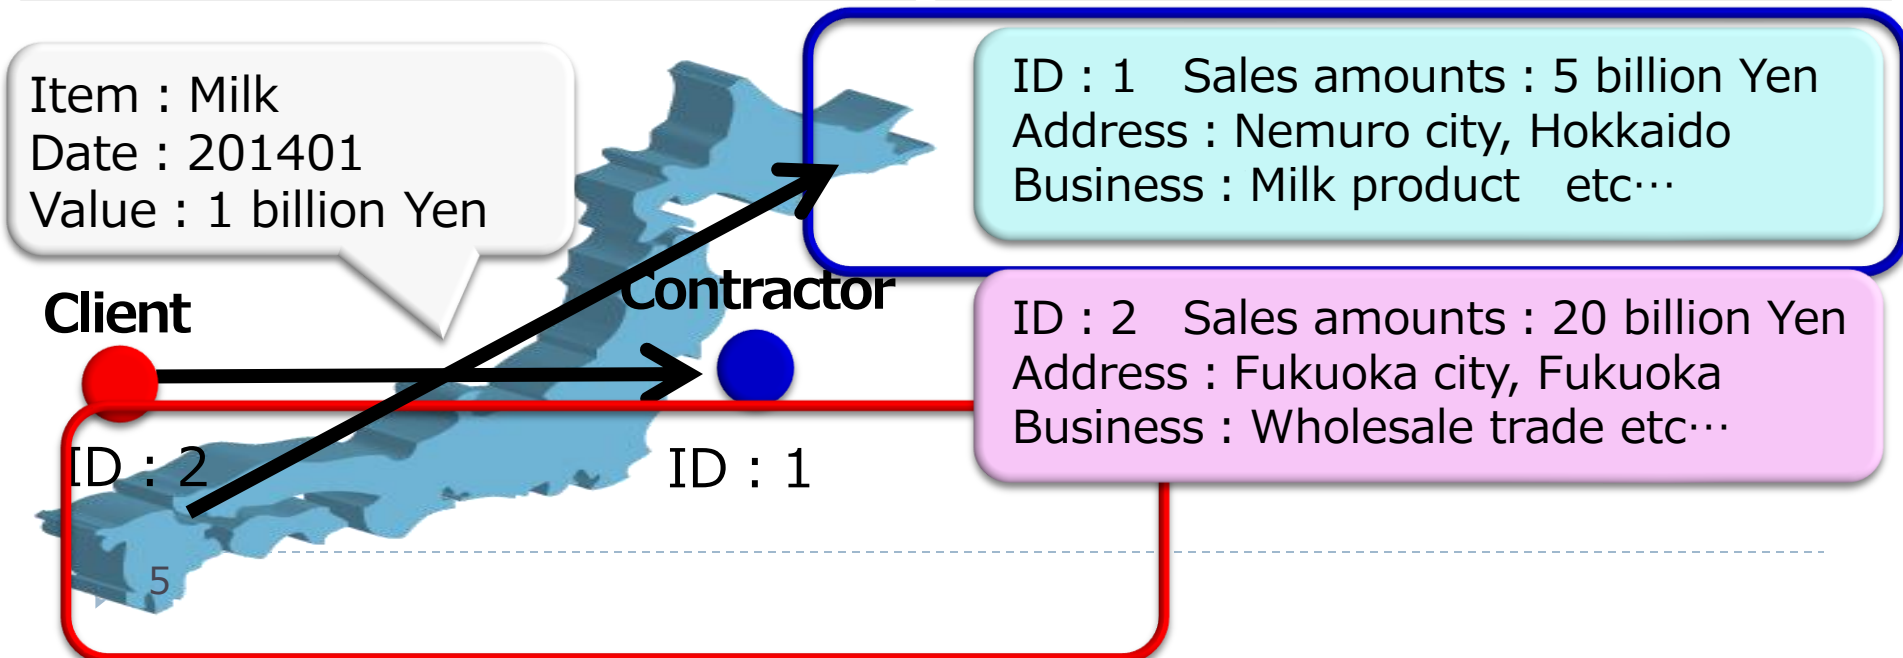 Item : Milk
Date : 201401
Value : 1 billion Yen
ID : 1 Sales amounts : 5 billion Yen
Address : Nemuro city, Hokkaido
Business : Milk product etc…
Client
Contractor
ID : 2 Sales amounts : 20 billion Yen
Address : Fukuoka city, Fukuoka
Business : Wholesale trade etc…
ID : 2
ID : 1
5